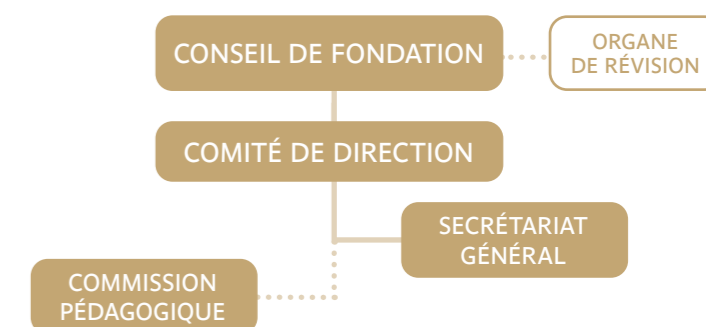 CONSEIL DE FONDATION
ORGANE
DE RÉVISION
COMITÉ DE DIRECTION
SECRÉTARIAT
GÉNÉRAL
COMMISSION
PÉDAGOGIQUE